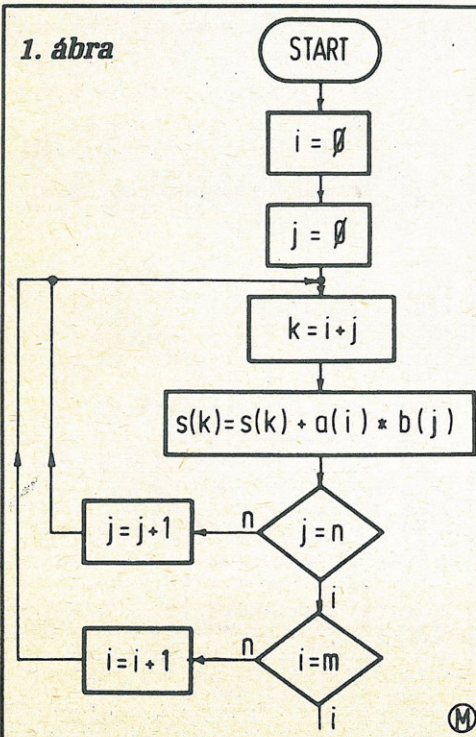 1. ábra
START
i = Ø
j = Ø
k = i + j
s(k) = s(k) + a(i) * b(j)
j = n
n
j = j + 1
i
i = m
n
i = i + 1
i
M